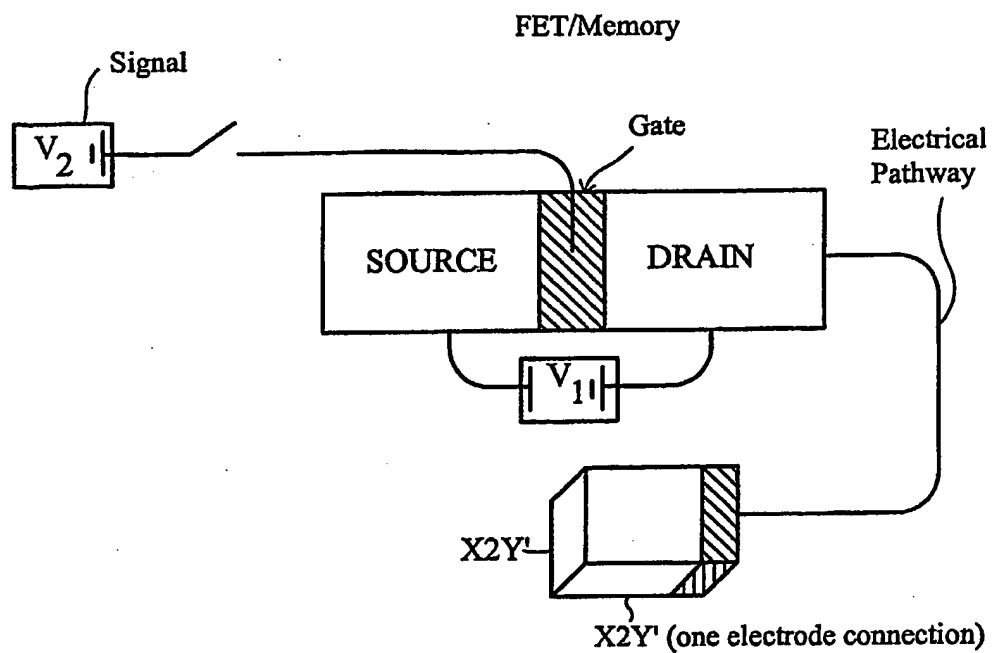 FET/Memory
Signal
V2
Gate
Electrical
Pathway
SOURCE
DRAIN
V1
X2Y'
X2Y' (one electrode connection)